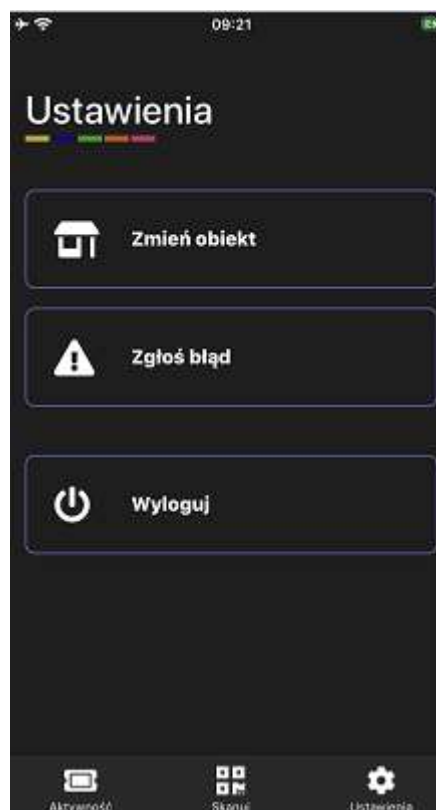 09:21
Ustawienia
Zmień obiekt
Zgłoś błąd
Wyloguj
Aktywność
Skanuj
Ustawienia